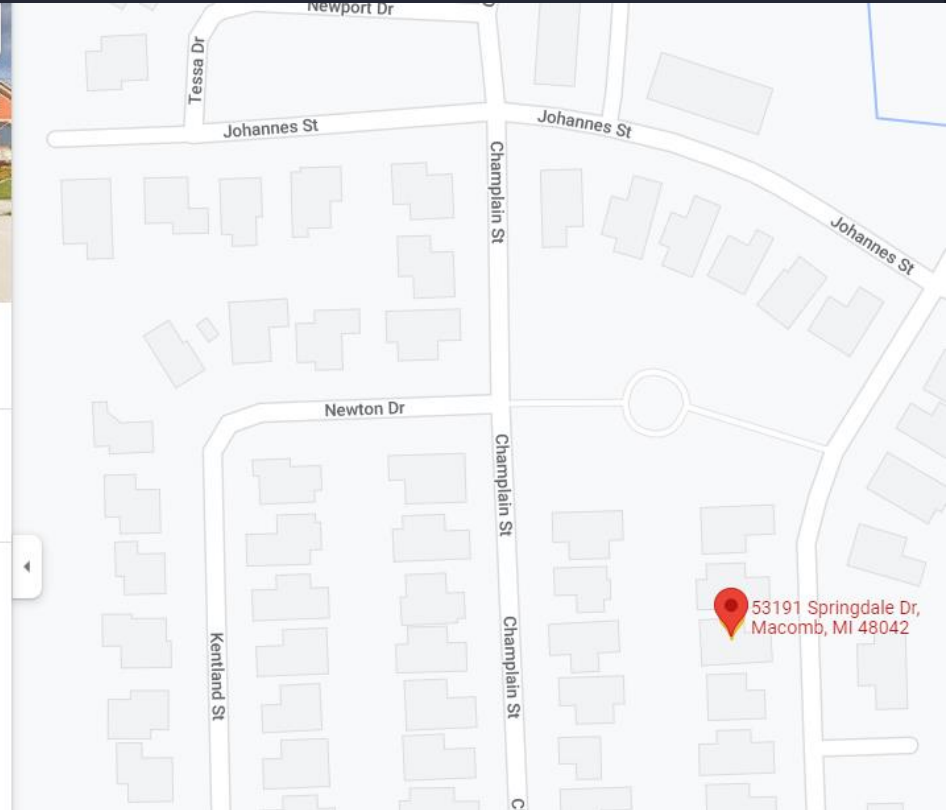 Newport Dr
Tessa Dr
Johannes St
Johannes St
Champlain St
Johannes St
Newton Dr
Champlain St
53191 Springdale Dr,
Macomb, MI 48042
Champlain St
Kentland St